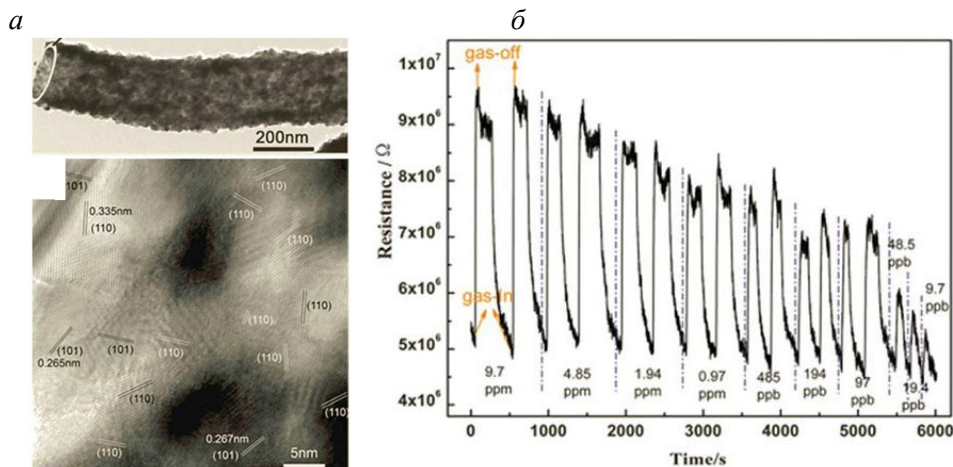 а
б
200nm
(101)
0.335nm
(110)
(110)
(110)
(110)
(110)
(110)
(101)
0.265nm
(101)
(110)
(110)
(110)
(110)
(110)
0.267nm
(101)
5nm
gas-off
gas-in
1x10⁷
9x10⁶
8x10⁶
7x10⁶
6x10⁶
5x10⁶
4x10⁶
Resistance / Ω
9.7
ppm
4.85
ppm
1.94
ppm
0.97
ppm
485
ppb
194
ppb
97
ppb
48.5
ppb
19.4
ppb
9.7
ppb
0 1000 2000 3000 4000 5000 6000
Time/s